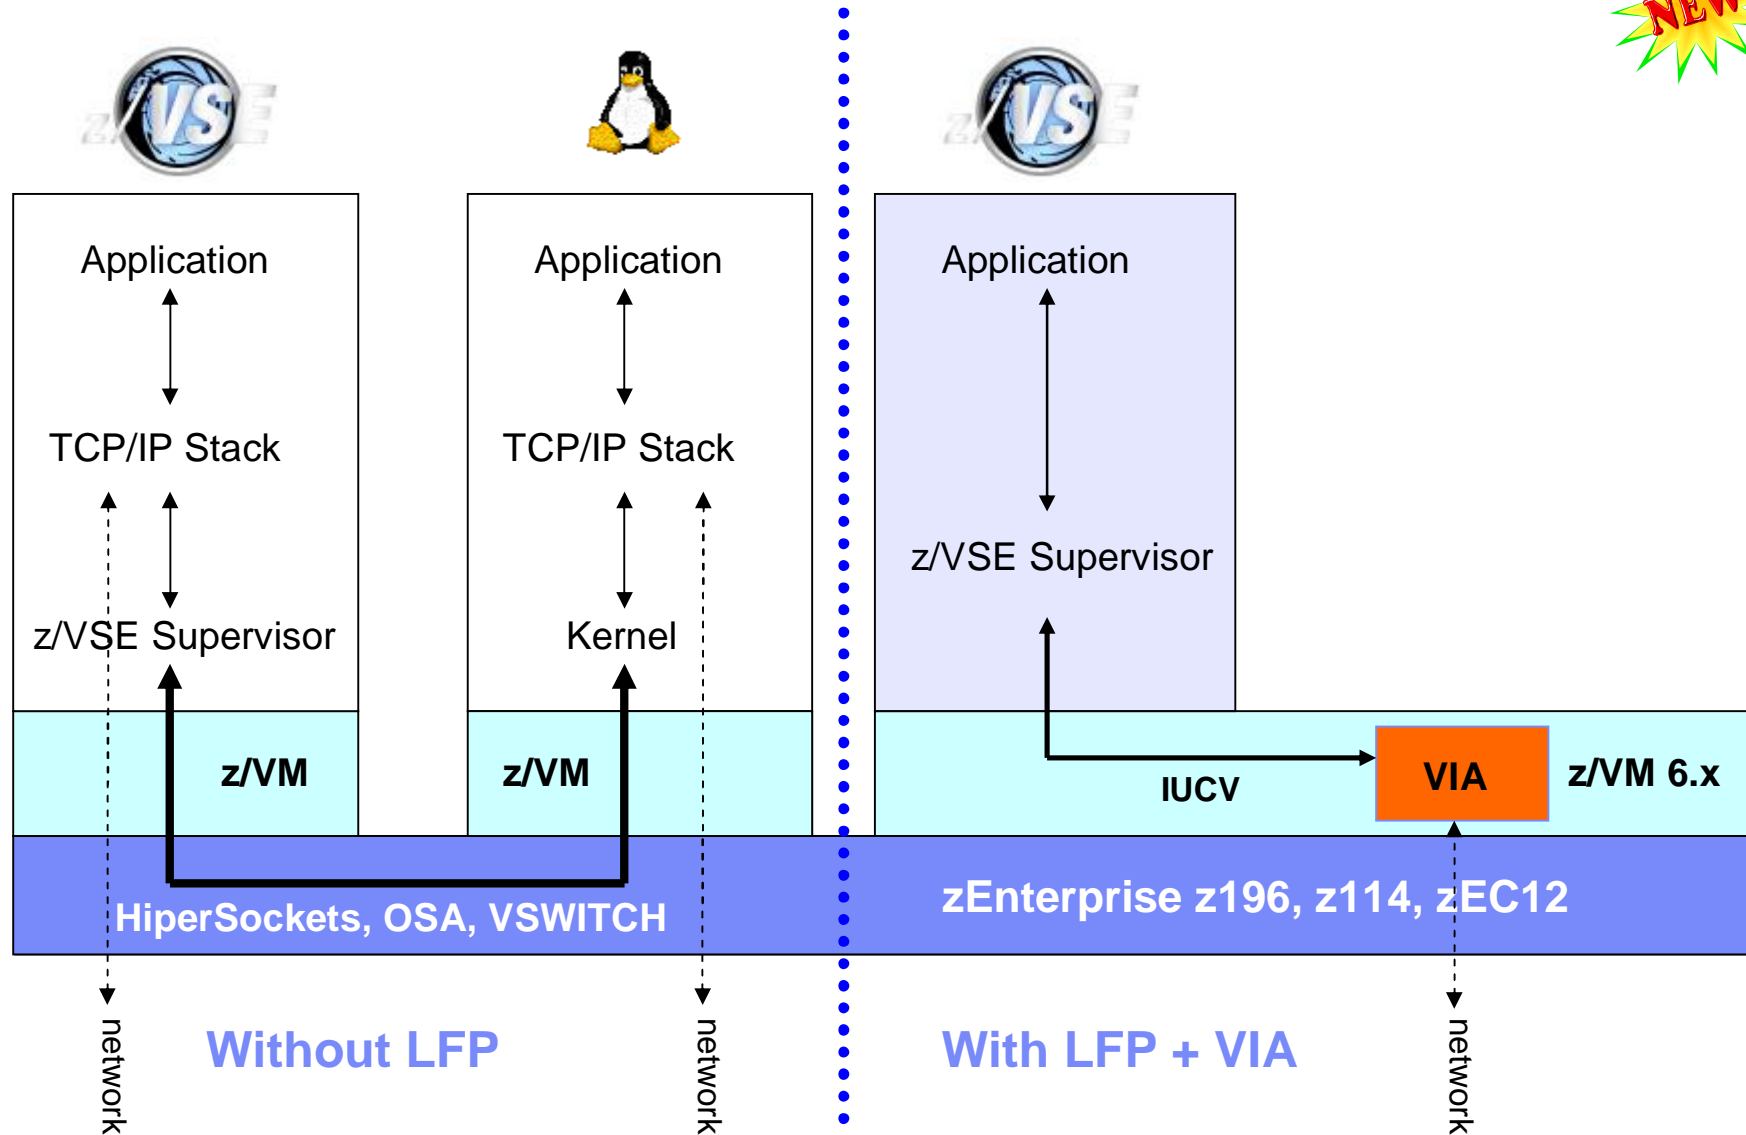 NEW
z/VSE
z/VSE
Application
Application
Application
TCP/IP Stack
TCP/IP Stack
z/VSE Supervisor
z/VSE Supervisor
Kernel
z/VM
z/VM
IUCV
VIA
z/VM 6.x
HiperSockets, OSA, VSWITCH
zEnterprise z196, z114, zEC12
network
Without LFP
network
With LFP + VIA
network